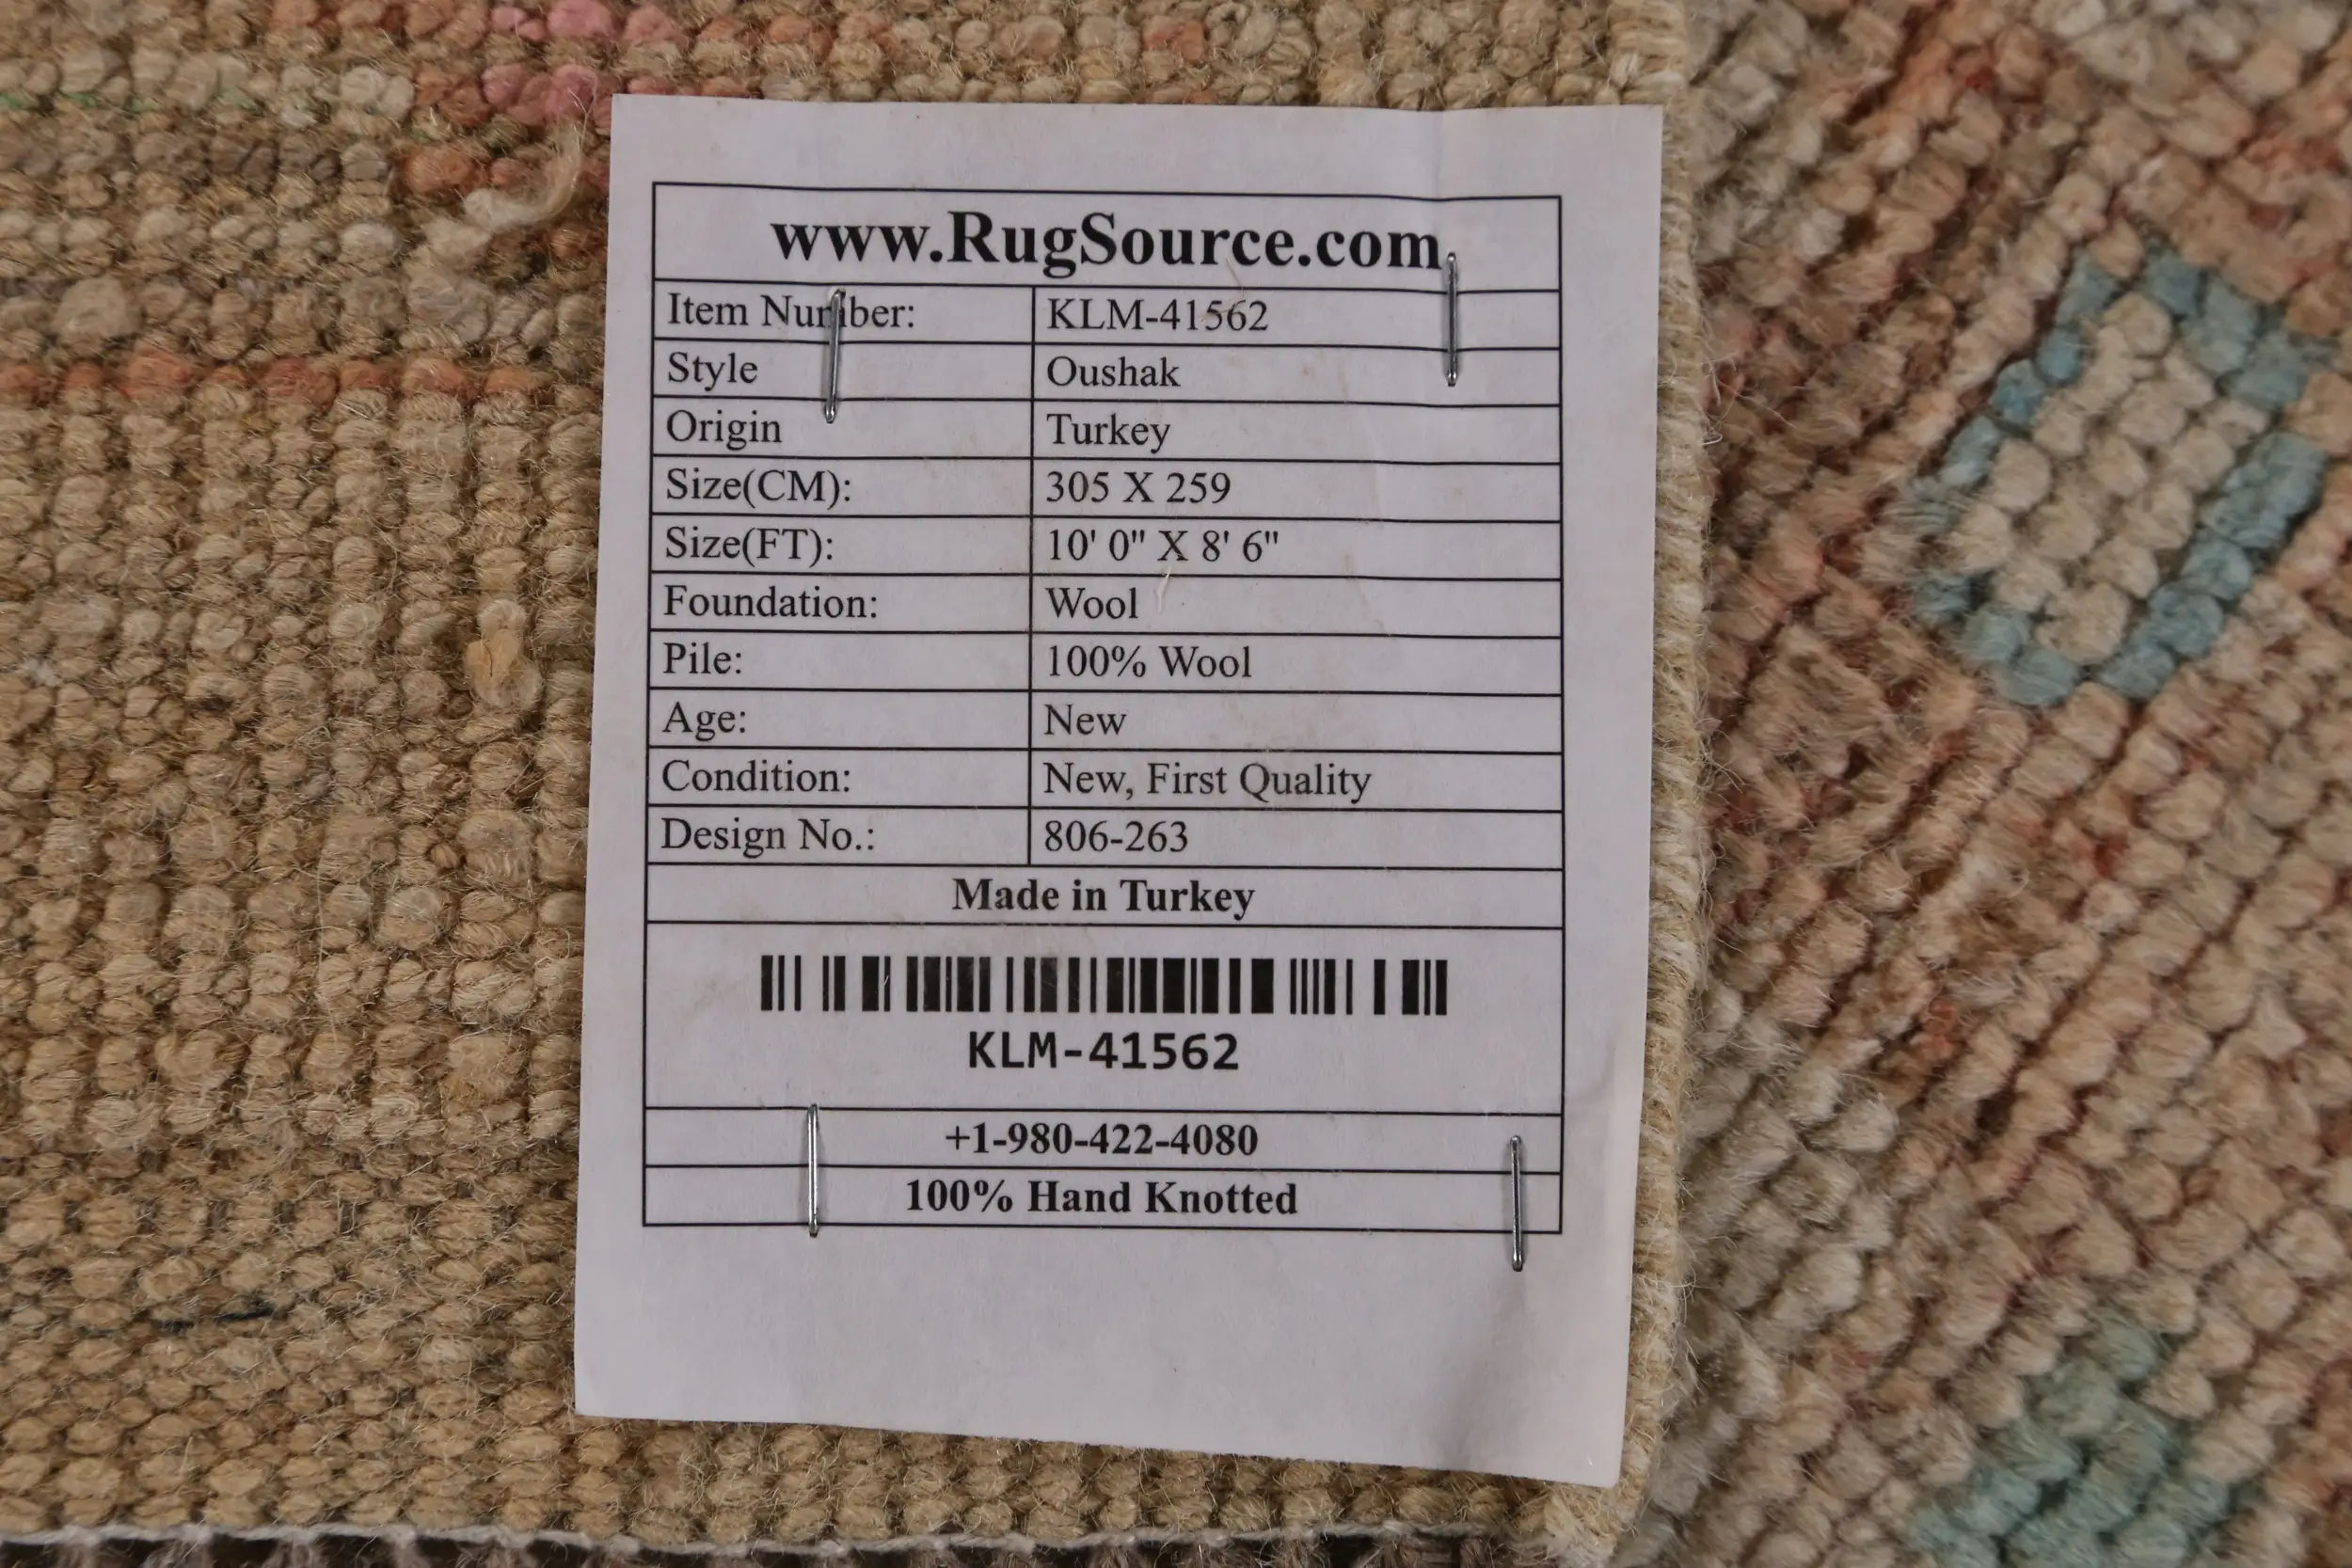 www.RugSource.com
Item Number: KLM-41562
Style Oushak
Origin Turkey
Size(CM): 305 X 259
Size(FT): 10' 0" X 8' 6"
Foundation: Wool
Pile: 100% Wool
Age: New
Condition: New, First Quality
Design No.: 806-263
Made in Turkey
KLM-41562
+1-980-422-4080
100% Hand Knotted